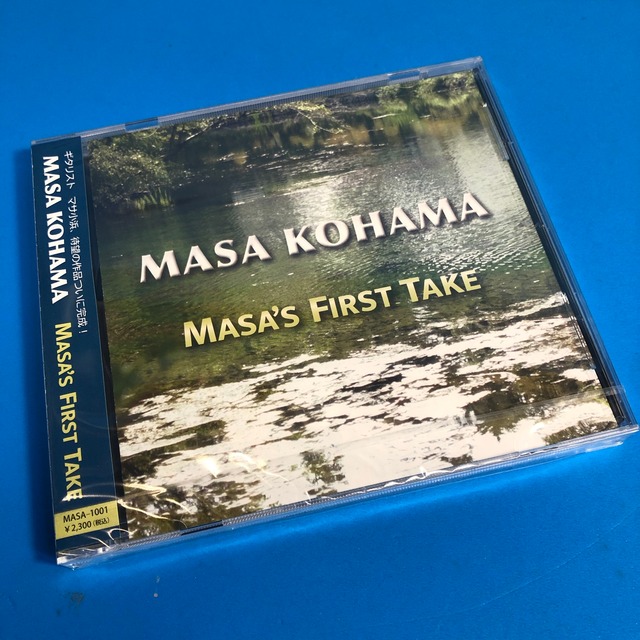 MASA KOHAMA
MASA'S FIRST TAKE
ギタリスト マサ小浜、待望の作品ついに完成！
MASA KOHAMA MASA'S FIRST TAKE
MASA-1001
¥2,300(税込)